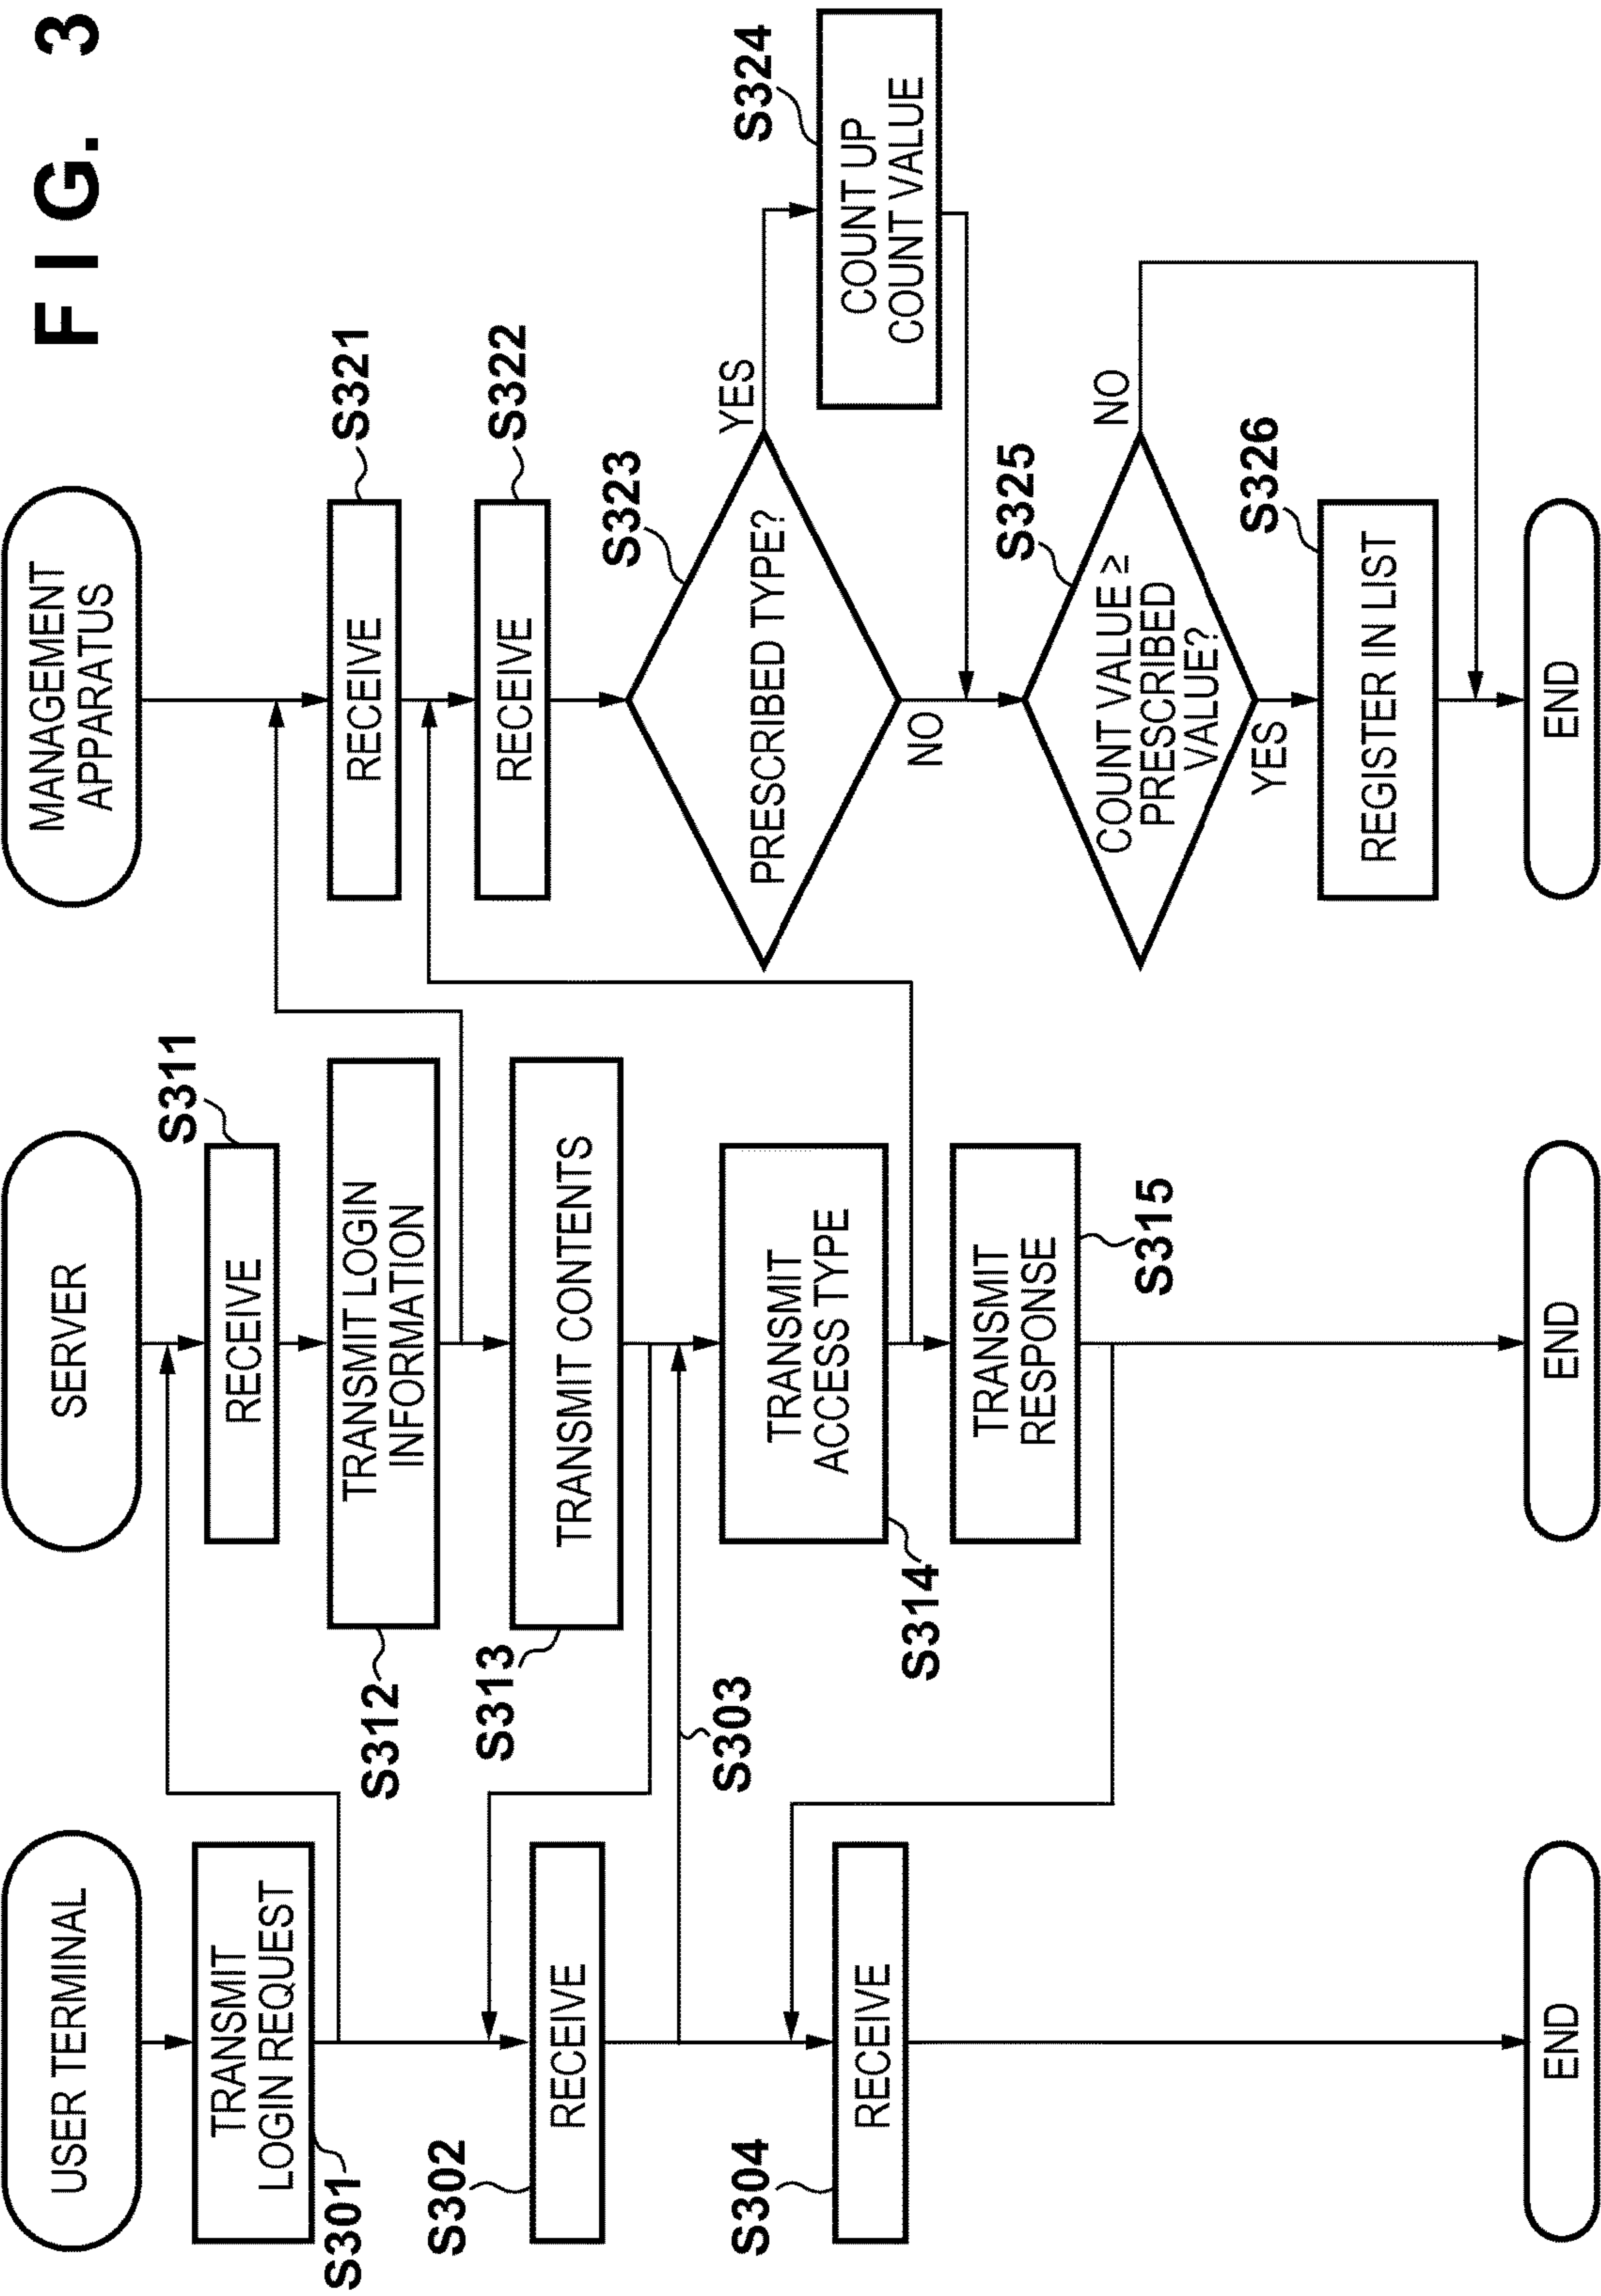 FIG. 3
USER TERMINAL
TRANSMIT
LOGIN REQUEST
S301
S302
RECEIVE
S303
S304
RECEIVE
END
SERVER
S311
RECEIVE
TRANSMIT LOGIN
INFORMATION
S312
TRANSMIT CONTENTS
S313
TRANSMIT
ACCESS TYPE
S314
TRANSMIT
RESPONSE
S315
END
MANAGEMENT
APPARATUS
S321
RECEIVE
S322
RECEIVE
S323
PRESCRIBED TYPE?
YES
NO
S324
COUNT UP
COUNT VALUE
S325
COUNT VALUE ≥
PRESCRIBED
VALUE?
NO
YES
S326
REGISTER IN LIST
END